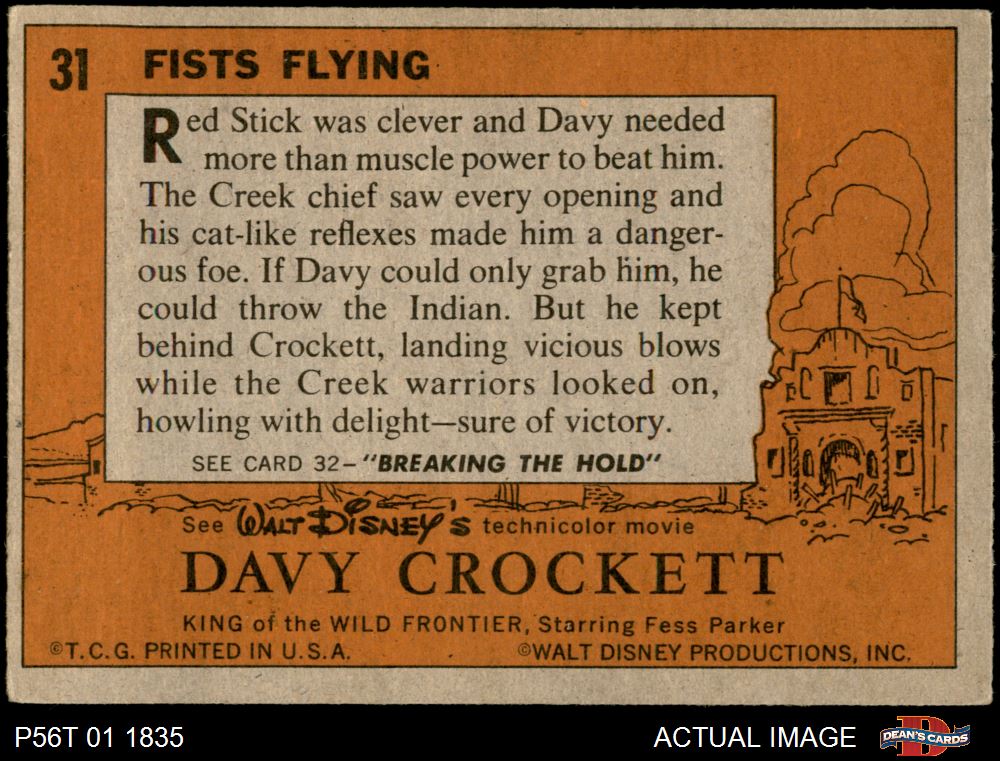 31 FISTS FLYING
Red Stick was clever and Davy needed
more than muscle power to beat him.
The Creek chief saw every opening and
his cat-like reflexes made him a danger-
ous foe. If Davy could only grab him, he
could throw the Indian. But he kept
behind Crockett, landing vicious blows
while the Creek warriors looked on,
howling with delight—sure of victory.
SEE CARD 32–"BREAKING THE HOLD"
See WALT DISNEY'S technicolor movie
DAVY CROCKETT
KING of the WILD FRONTIER, Starring Fess Parker
©T.C.G. PRINTED IN U.S.A. ©WALT DISNEY PRODUCTIONS, INC.
P56T 01 1835 ACTUAL IMAGE D DEAN'S CARDS